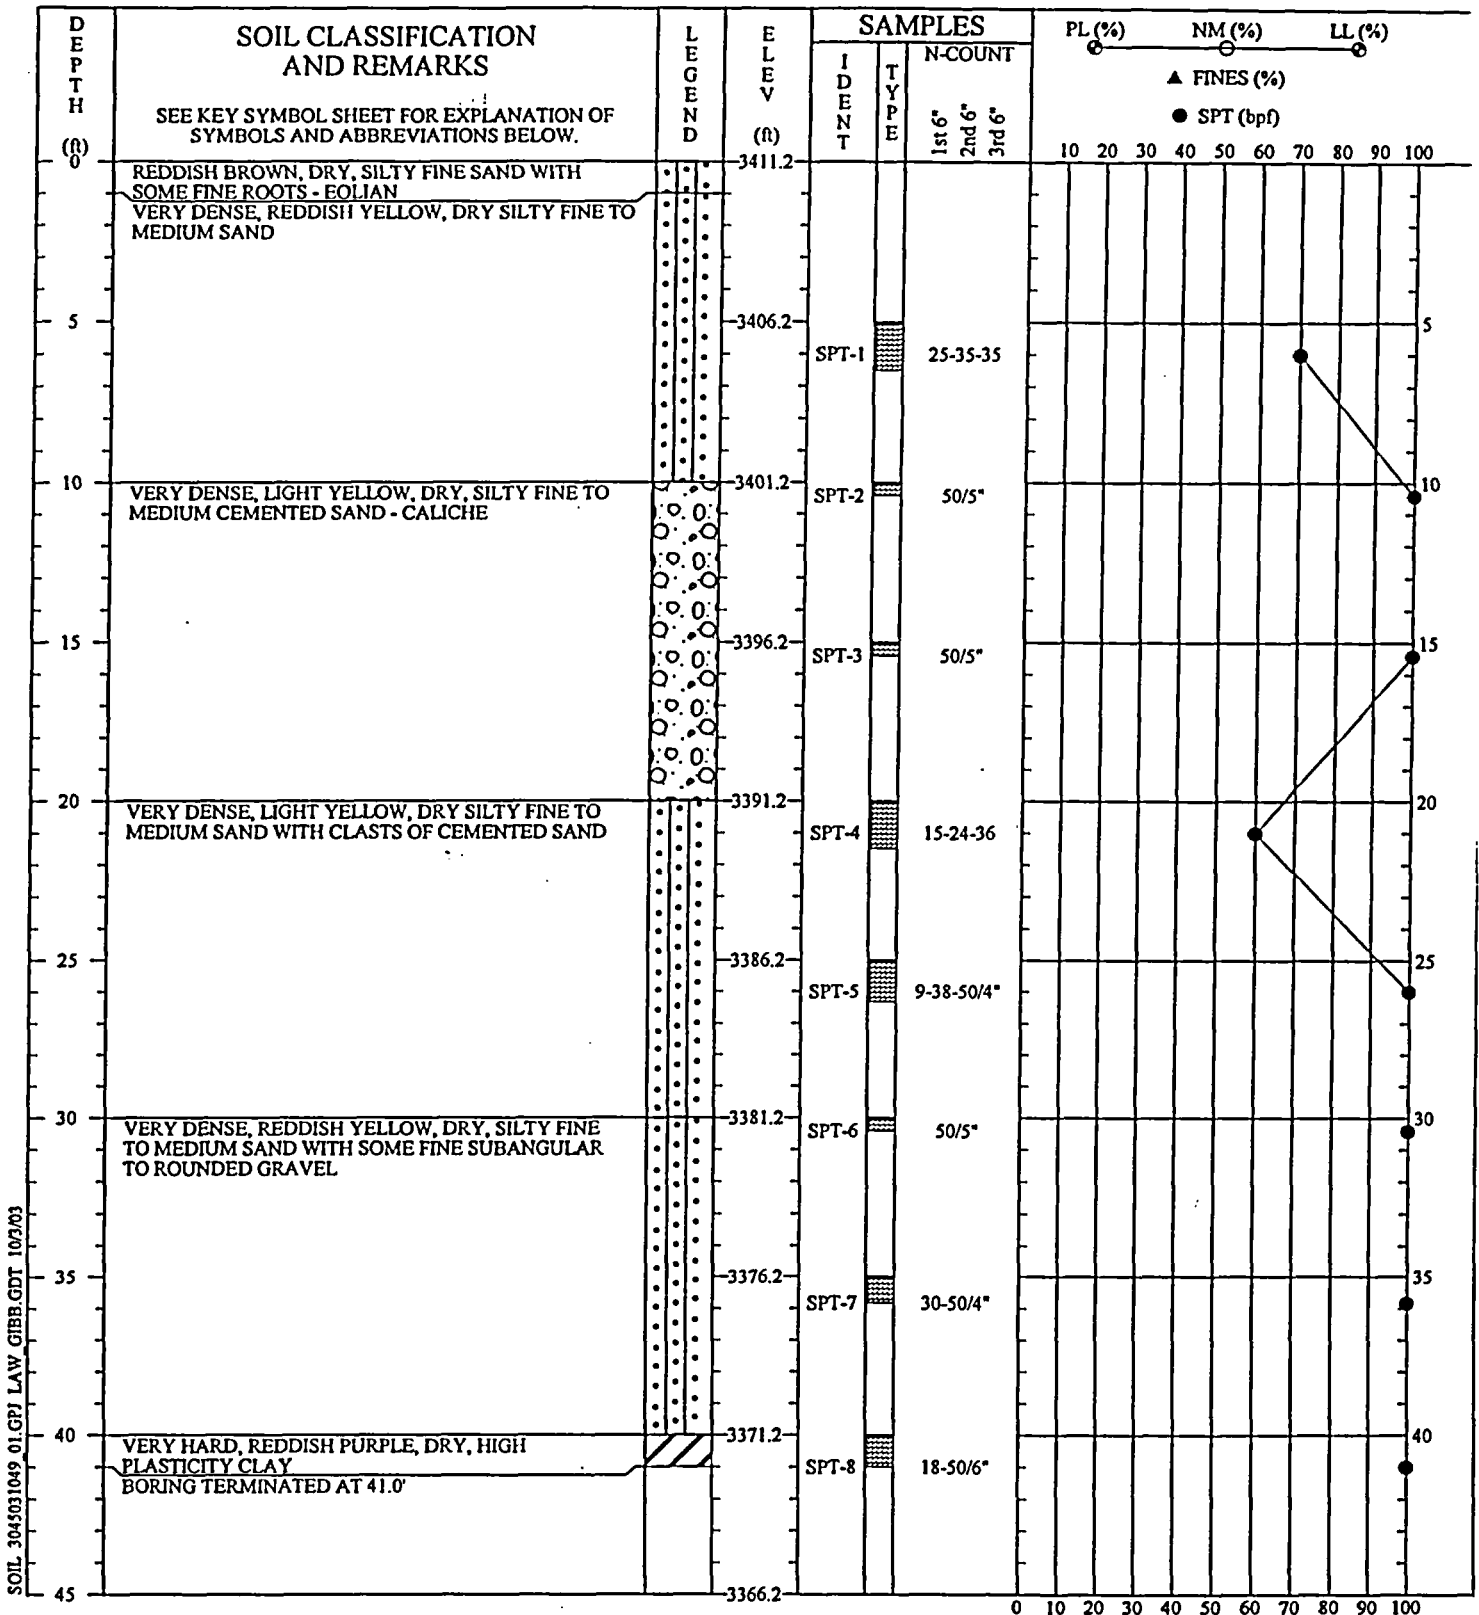 DEPTH (ft)
SOIL CLASSIFICATION
AND REMARKS
SEE KEY SYMBOL SHEET FOR EXPLANATION OF
SYMBOLS AND ABBREVIATIONS BELOW.
LEGEND
ELEV (ft)
SAMPLES
IDENT
TYPE
N-COUNT
1st 6"
2nd 6"
3rd 6"
PL (%) NM (%) LL (%)
▲ FINES (%)
● SPT (bpf)
10 20 30 40 50 60 70 80 90 100
0
REDDISH BROWN, DRY, SILTY FINE SAND WITH
SOME FINE ROOTS - EOLIAN
3411.2
VERY DENSE, REDDISH YELLOW, DRY SILTY FINE TO
MEDIUM SAND
5 3406.2 5
SPT-1 25-35-35
10 3401.2 10
VERY DENSE, LIGHT YELLOW, DRY, SILTY FINE TO
MEDIUM CEMENTED SAND - CALICHE
SPT-2 50/5"
15 3396.2 15
SPT-3 50/5"
20 3391.2 20
VERY DENSE, LIGHT YELLOW, DRY SILTY FINE TO
MEDIUM SAND WITH CLASTS OF CEMENTED SAND
SPT-4 15-24-36
25 3386.2 25
SPT-5 9-38-50/4"
30 3381.2 30
VERY DENSE, REDDISH YELLOW, DRY, SILTY FINE
TO MEDIUM SAND WITH SOME FINE SUBANGULAR
TO ROUNDED GRAVEL
SPT-6 50/5"
35 3376.2 35
SPT-7 30-50/4"
40 3371.2 40
VERY HARD, REDDISH PURPLE, DRY, HIGH
PLASTICITY CLAY
SPT-8 18-50/6"
BORING TERMINATED AT 41.0'
45 3366.2
0 10 20 30 40 50 60 70 80 90 100
SOIL 3045031049_01.GPJ LAW_GIBB.GDT 10/3/03